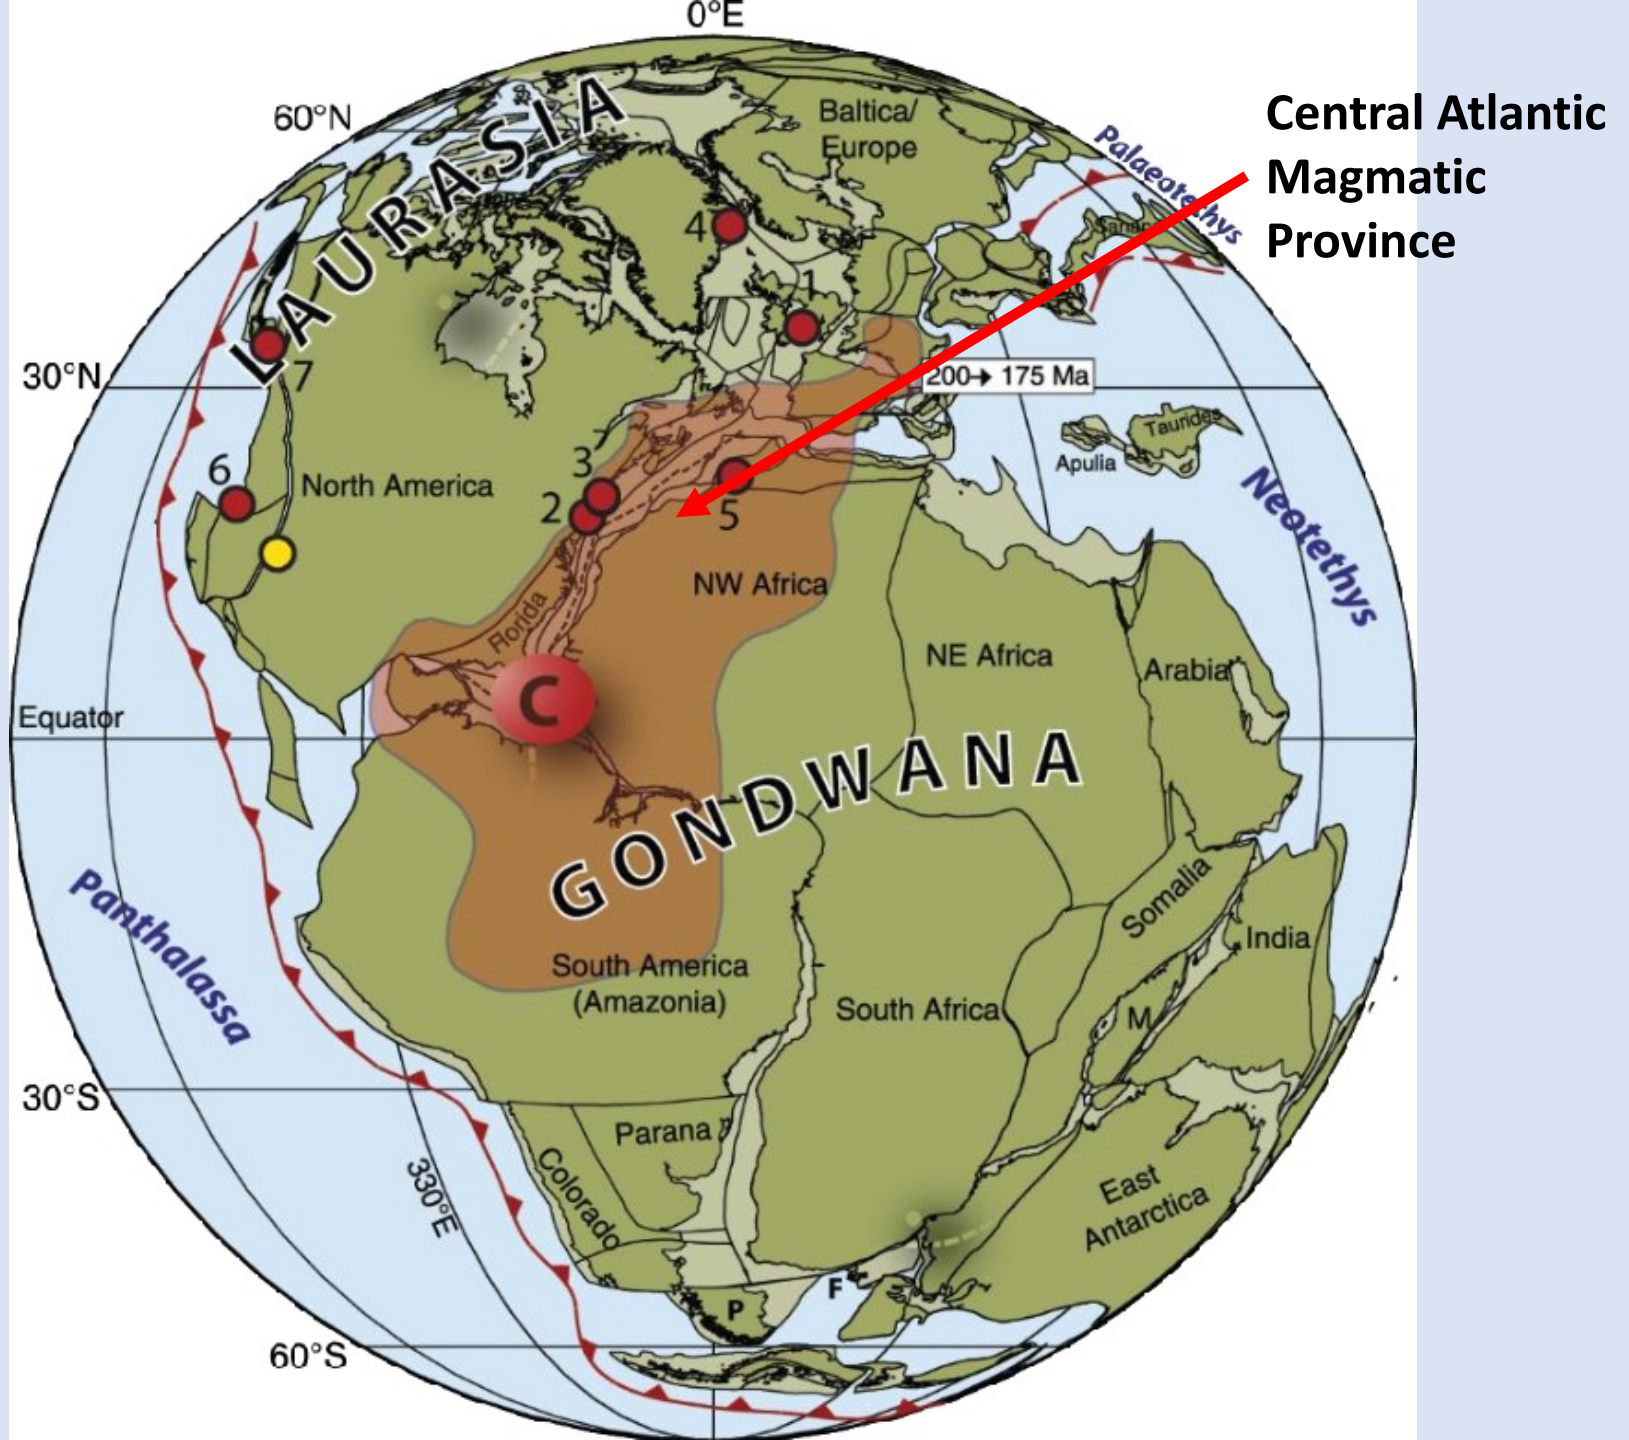 0°E
60°N
LAURASIA
Baltica/
Europe
Palaeotethys
Central Atlantic
Magmatic
Province
4
1
30°N
7
200→ 175 Ma
Taurides
Apulia
6
North America
3
2
5
Neotethys
NW Africa
Florida
NE Africa
Arabia
C
Equator
GONDWANA
Somalia
India
Panthalassa
South America
(Amazonia)
South Africa
M
30°S
Parana
Colorado
330°E
East
Antarctica
F
P
60°S